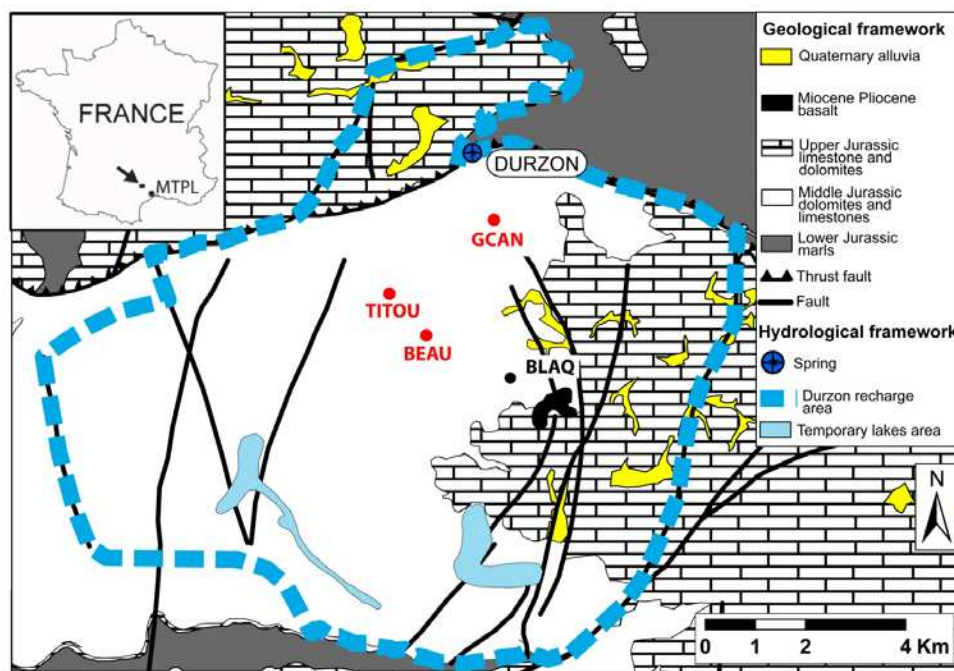 FRANCE
MTPL
DURZON
GCAN
TITOU
BEAU
BLAQ
Geological framework
Quaternary alluvia
Miocene Pliocene
basalt
Upper Jurassic
limestone and
dolomites
Middle Jurassic
dolomites and
limestones
Lower Jurassic
marls
Thrust fault
Fault
Hydrological framework
Spring
Durzon recharge
area
Temporary lakes area
N
0 1 2 4 Km